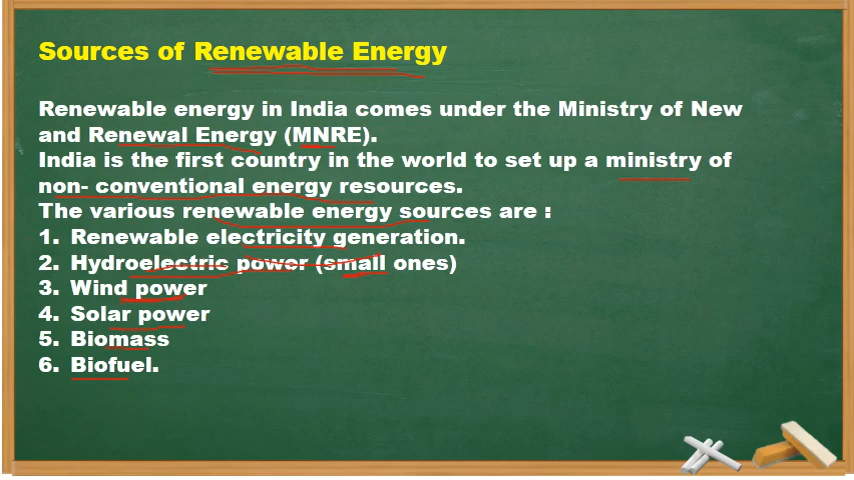 Sources of Renewable Energy
Renewable energy in India comes under the Ministry of New
and Renewal Energy (MNRE).
India is the first country in the world to set up a ministry of
non- conventional energy resources.
The various renewable energy sources are :
1. Renewable electricity generation.
2. Hydroelectric power (small ones)
3. Wind power
4. Solar power
5. Biomass
6. Biofuel.